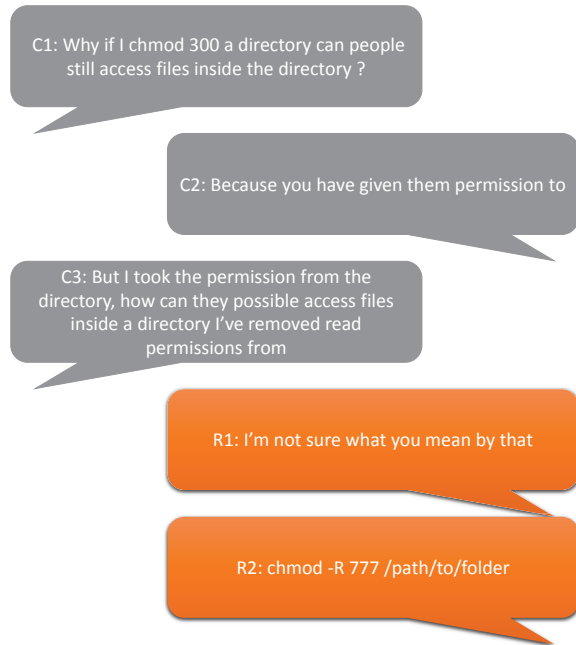 C1: Why if I chmod 300 a directory can people
still access files inside the directory ?
C2: Because you have given them permission to
C3: But I took the permission from the
directory, how can they possible access files
inside a directory I’ve removed read
permissions from
R1: I’m not sure what you mean by that
R2: chmod -R 777 /path/to/folder